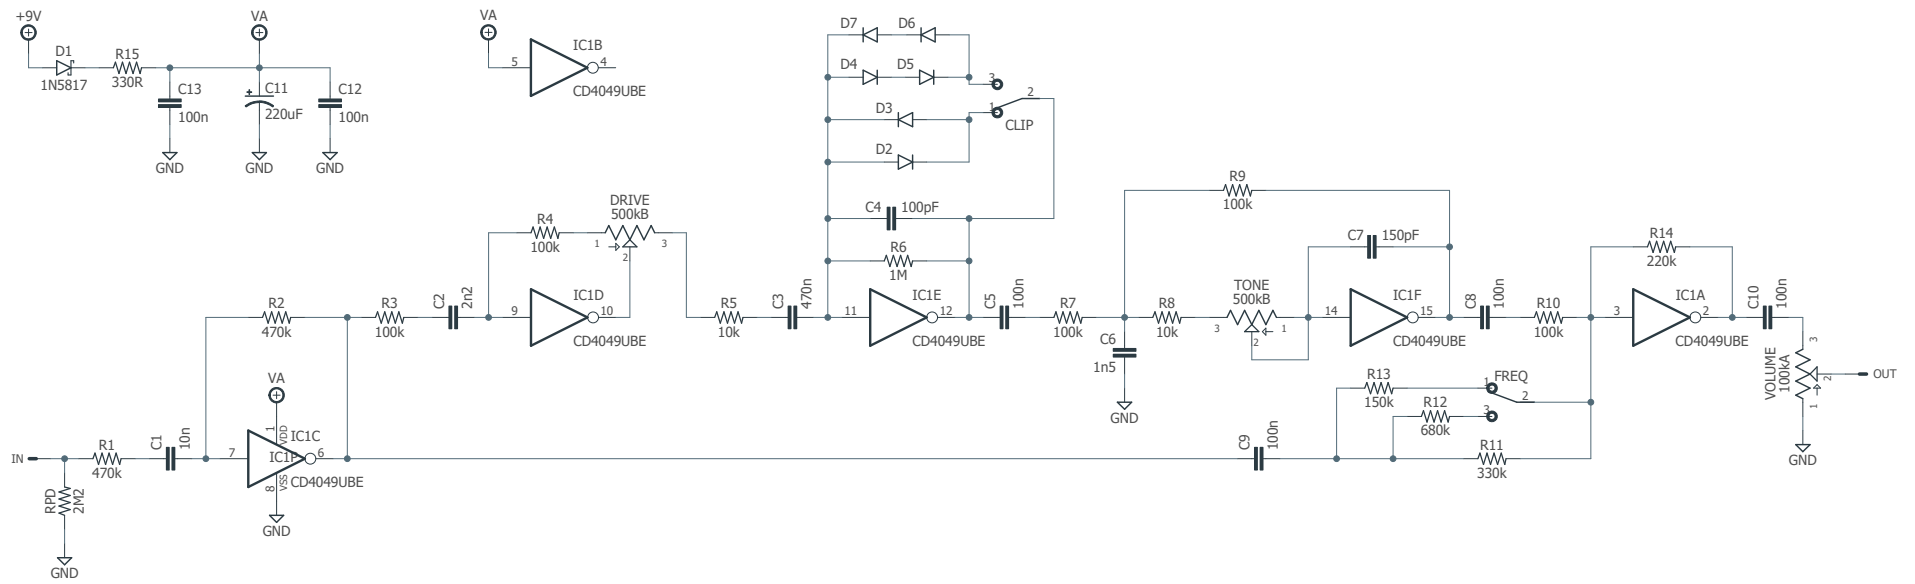 +9V
D1
1N5817
R15
330R
VA
C13
100n
C11
220uF
C12
100n
GND
GND
GND
VA
5
IC1B
4
CD4049UBE
D7
D6
D4
D5
D3
D2
3
1
2
CLIP
C4
100pF
R6
1M
11
IC1E
12
CD4049UBE
IN
RPD
2M2
GND
R1
470k
C1
10n
R2
470k
VA
7
1
VDD
IC1C
IC1P
6
8
VSS
CD4049UBE
GND
R3
100k
C2
2n2
R4
100k
DRIVE
500kB
1
2
3
9
IC1D
10
CD4049UBE
R5
10k
C3
470n
C5
100n
R7
100k
C6
1n5
GND
R9
100k
R8
10k
TONE
500kB
3
2
1
C7
150pF
14
IC1F
15
CD4049UBE
C8
100n
R10
100k
R14
220k
3
IC1A
2
CD4049UBE
C10
100n
C9
100n
R13
150k
R12
680k
R11
330k
FREQ
1
3
2
VOLUME
100kA
3
2
1
OUT
GND